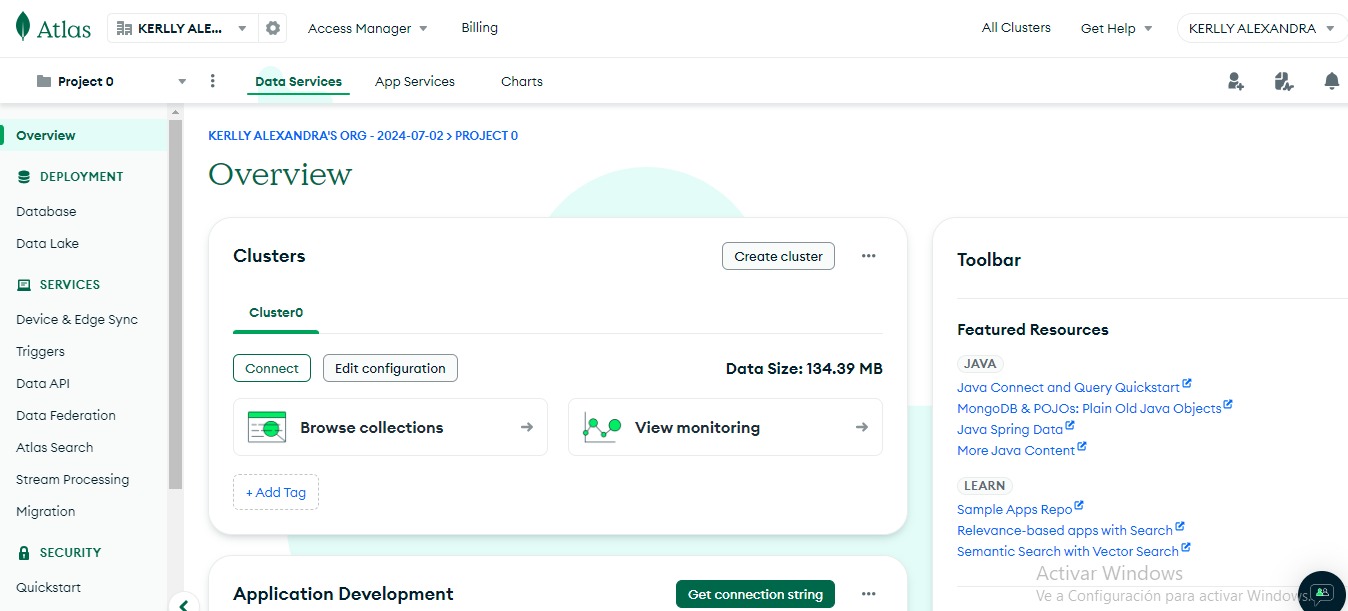 Atlas
KERLLY ALE...
Access Manager
Billing
All Clusters
Get Help
KERLLY ALEXANDRA
Project 0
Data Services
App Services
Charts
Overview
DEPLOYMENT
Database
Data Lake
SERVICES
Device & Edge Sync
Triggers
Data API
Data Federation
Atlas Search
Stream Processing
Migration
SECURITY
Quickstart
KERLLY ALEXANDRA'S ORG - 2024-07-02 > PROJECT 0
Overview
Clusters
Create cluster
Cluster0
Connect
Edit configuration
Data Size: 134.39 MB
Browse collections
View monitoring
+ Add Tag
Application Development
Get connection string
Toolbar
Featured Resources
JAVA
Java Connect and Query Quickstart
MongoDB & POJOs: Plain Old Java Objects
Java Spring Data
More Java Content
LEARN
Sample Apps Repo
Relevance-based apps with Search
Semantic Search with Vector Search
Activar Windows
Ve a Configuración para activar Windows.